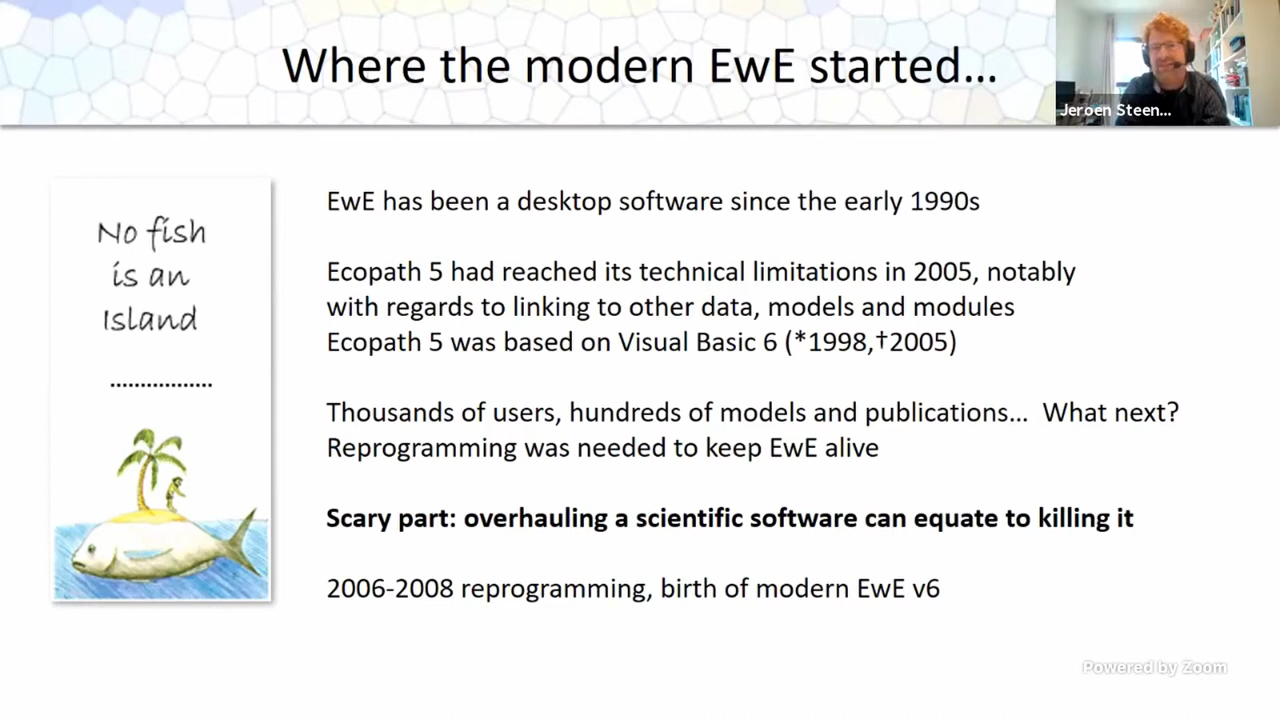 Where the modern EwE started...
Jeroen Steen...
No fish
is an
Island
.................
EwE has been a desktop software since the early 1990s
Ecopath 5 had reached its technical limitations in 2005, notably
with regards to linking to other data, models and modules
Ecopath 5 was based on Visual Basic 6 (*1998,†2005)
Thousands of users, hundreds of models and publications...  What next?
Reprogramming was needed to keep EwE alive
Scary part: overhauling a scientific software can equate to killing it
2006-2008 reprogramming, birth of modern EwE v6
Powered by Zoom